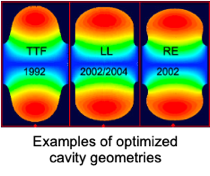 TTF LL RE
1992 2002/2004 2002
Examples of optimized
cavity geometries